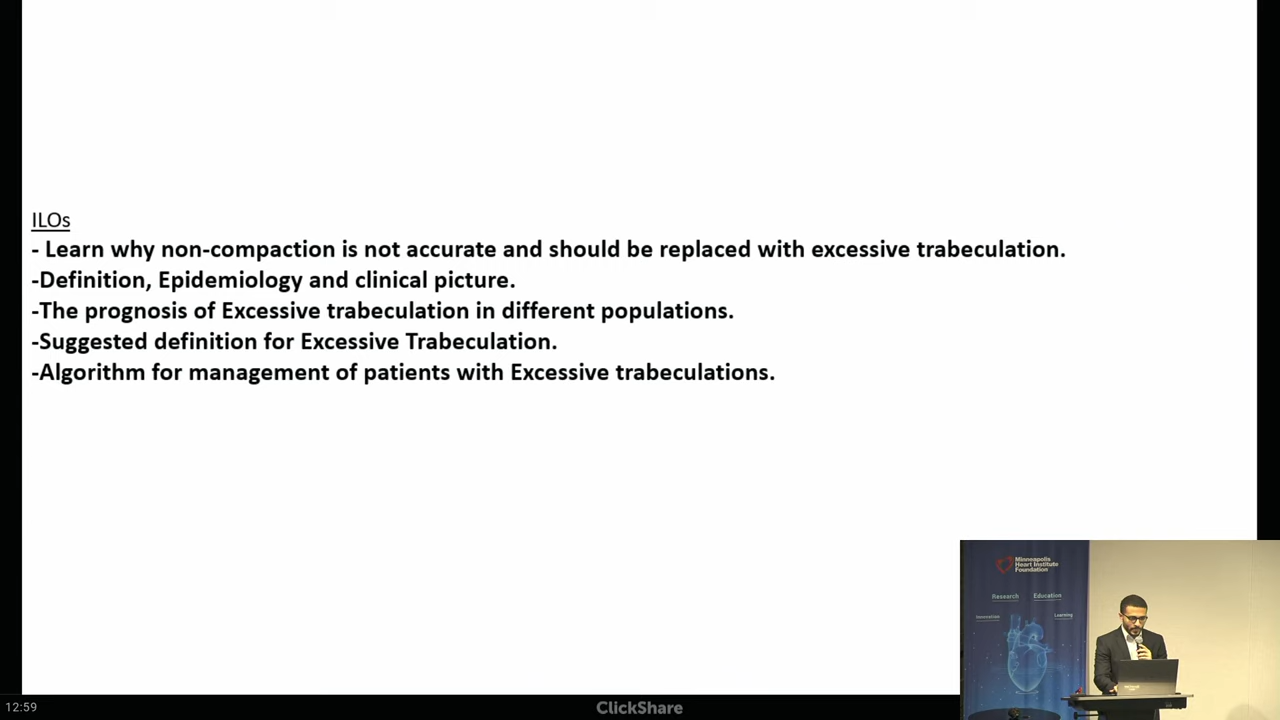 ILOs
- Learn why non-compaction is not accurate and should be replaced with excessive trabeculation.
-Definition, Epidemiology and clinical picture.
-The prognosis of Excessive trabeculation in different populations.
-Suggested definition for Excessive Trabeculation.
-Algorithm for management of patients with Excessive trabeculations.
Minneapolis
Heart Institute
Foundation
Research
Education
Innovation
Learning
12:59
ClickShare